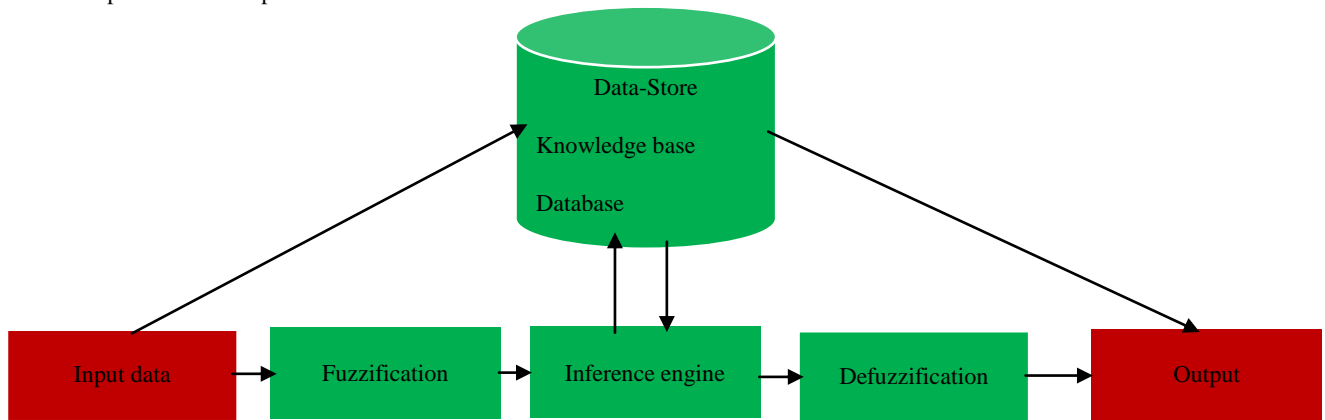 Data-Store
Knowledge base
Database
Input data
Fuzzification
Inference engine
Defuzzification
Output